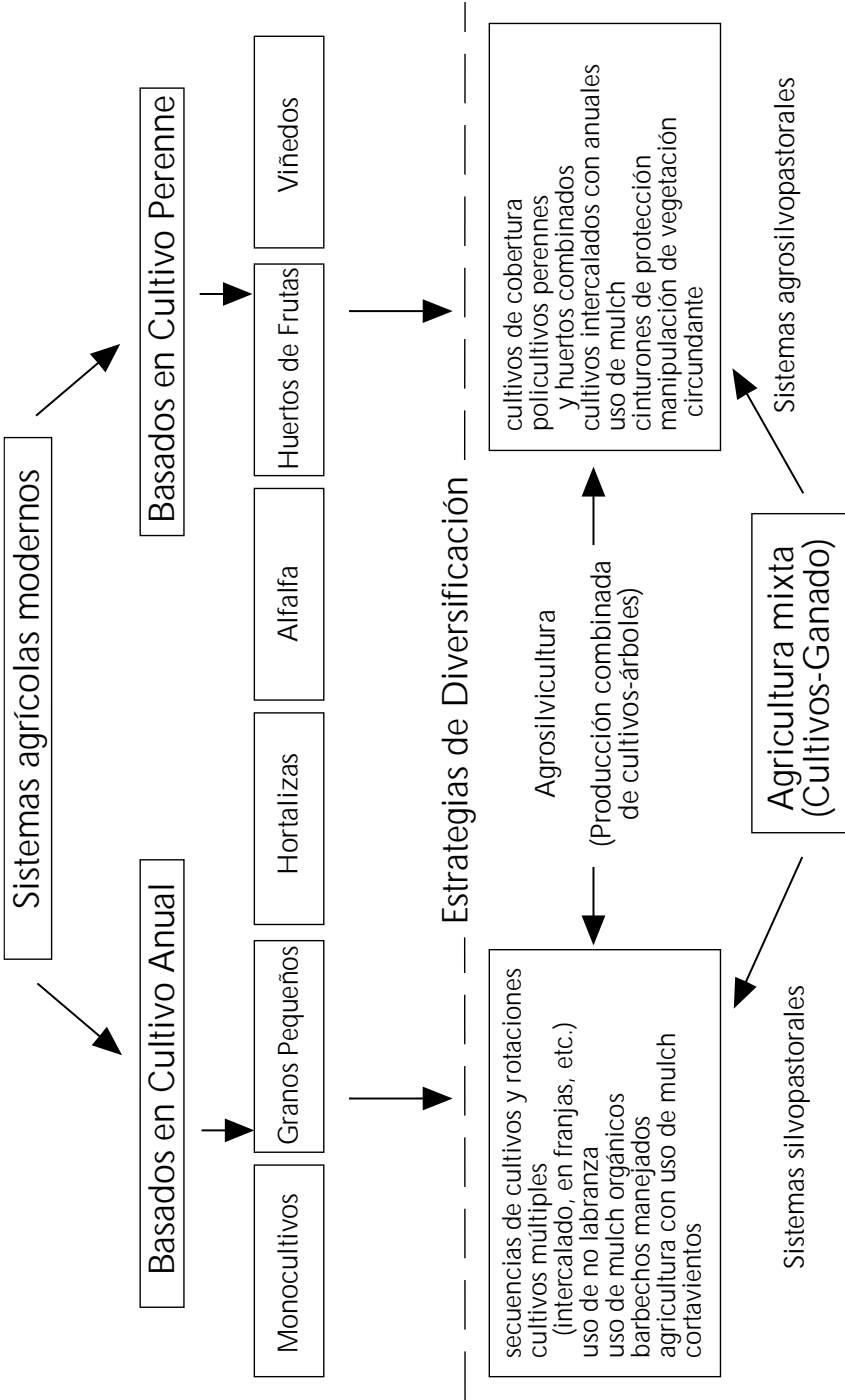 Sistemas agrícolas modernos
Basados en Cultivo Anual
Basados en Cultivo Perenne
Monocultivos
Granos Pequeños
Hortalizas
Alfalfa
Huertos de Frutas
Viñedos
Estrategias de Diversificación
secuencias de cultivos y rotaciones
cultivos múltiples
(intercalado, en franjas, etc.)
uso de no labranza
uso de mulch orgánicos
barbechos manejados
agricultura con uso de mulch
cortavientos
Agrosilvicultura
(Producción combinada
de cultivos-árboles)
cultivos de cobertura
policultivos perennes
y huertos combinados
cultivos intercalados con anuales
uso de mulch
cinturones de protección
manipulación de vegetación
circundante
Sistemas silvopastorales
Agricultura mixta
(Cultivos-Ganado)
Sistemas agrosilvopastorales